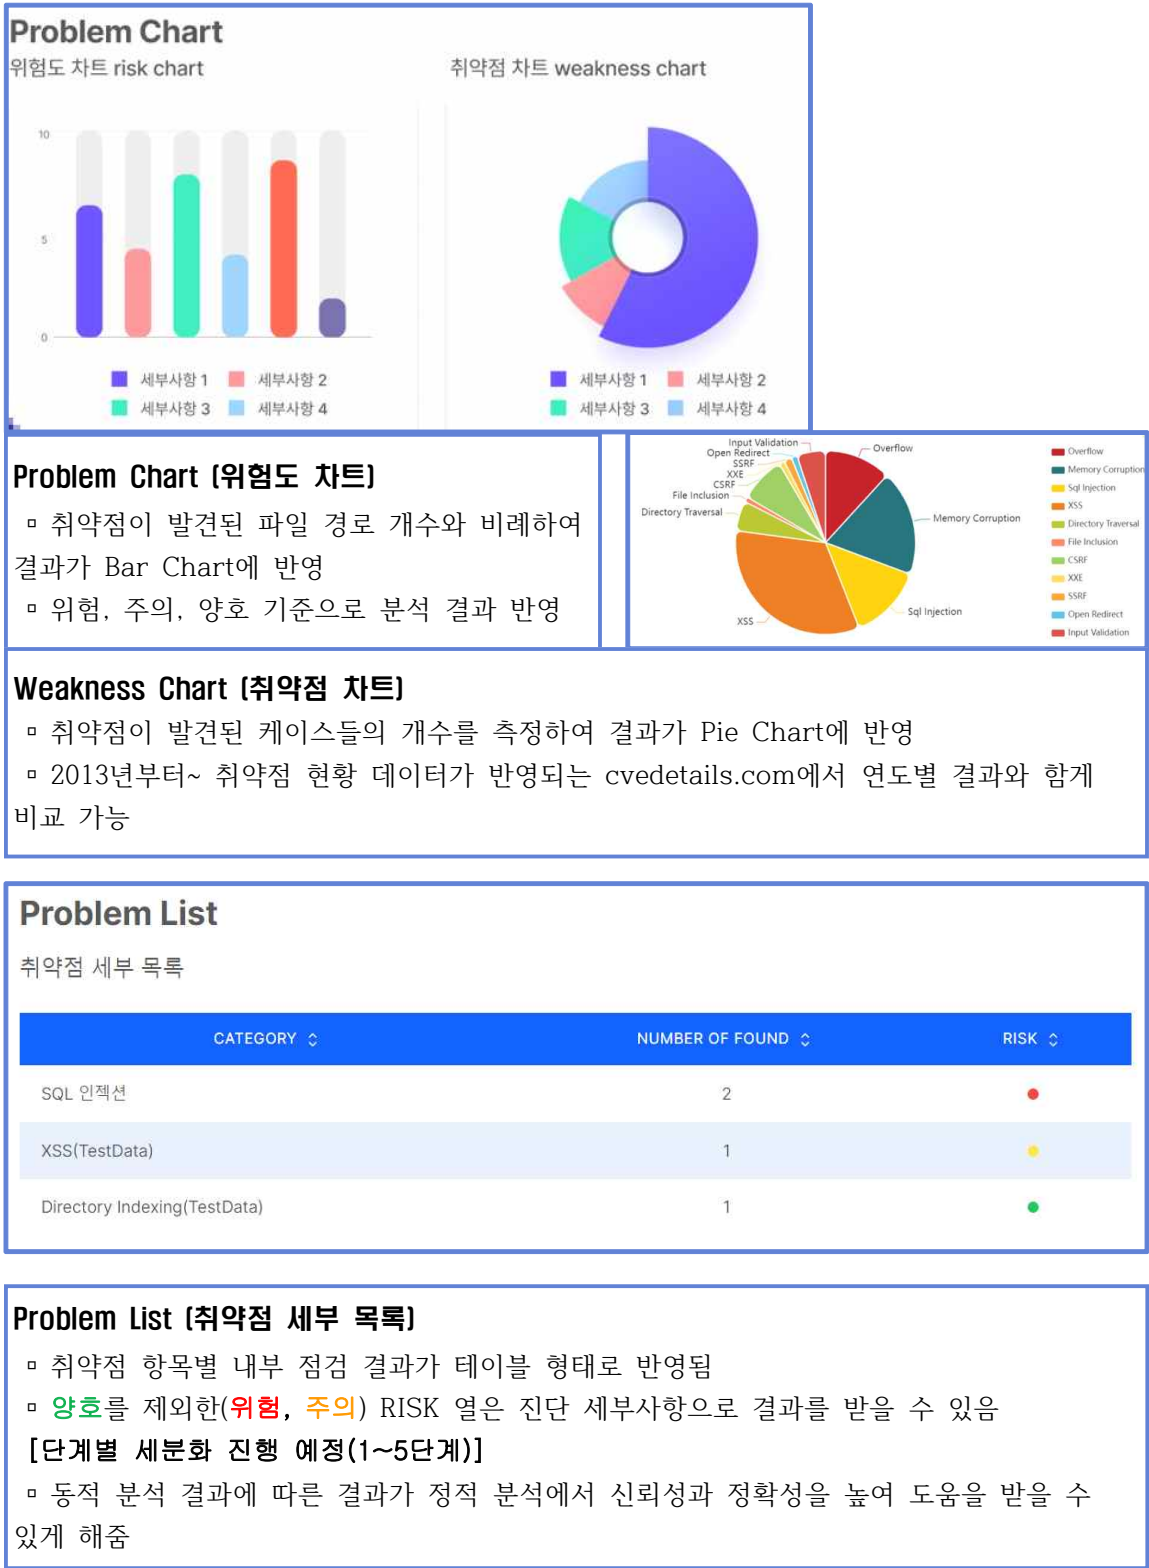 Problem Chart
위험도 차트 risk chart
취약점 차트 weakness chart
10
5
0
세부사항 1
세부사항 2
세부사항 3
세부사항 4
세부사항 1
세부사항 2
세부사항 3
세부사항 4
Problem Chart (위험도 차트)
▫ 취약점이 발견된 파일 경로 개수와 비례하여
결과가 Bar Chart에 반영
▫ 위험, 주의, 양호 기준으로 분석 결과 반영
Input Validation
Open Redirect
SSRF
XXE
CSRF
File Inclusion
Directory Traversal
XSS
Overflow
Memory Corruption
Sql Injection
Overflow
Memory Corruption
Sql Injection
XSS
Directory Traversal
File Inclusion
CSRF
XXE
SSRF
Open Redirect
Input Validation
Weakness Chart (취약점 차트)
▫ 취약점이 발견된 케이스들의 개수를 측정하여 결과가 Pie Chart에 반영
▫ 2013년부터~ 취약점 현황 데이터가 반영되는 cvedetails.com에서 연도별 결과와 함게
비교 가능
Problem List
취약점 세부 목록
CATEGORY NUMBER OF FOUND RISK
SQL 인젝션 2
XSS(TestData) 1
Directory Indexing(TestData) 1
Problem List (취약점 세부 목록)
▫ 취약점 항목별 내부 점검 결과가 테이블 형태로 반영됨
▫ 양호를 제외한(위험, 주의) RISK 열은 진단 세부사항으로 결과를 받을 수 있음
[단계별 세분화 진행 예정(1~5단계)]
▫ 동적 분석 결과에 따른 결과가 정적 분석에서 신뢰성과 정확성을 높여 도움을 받을 수
있게 해줌